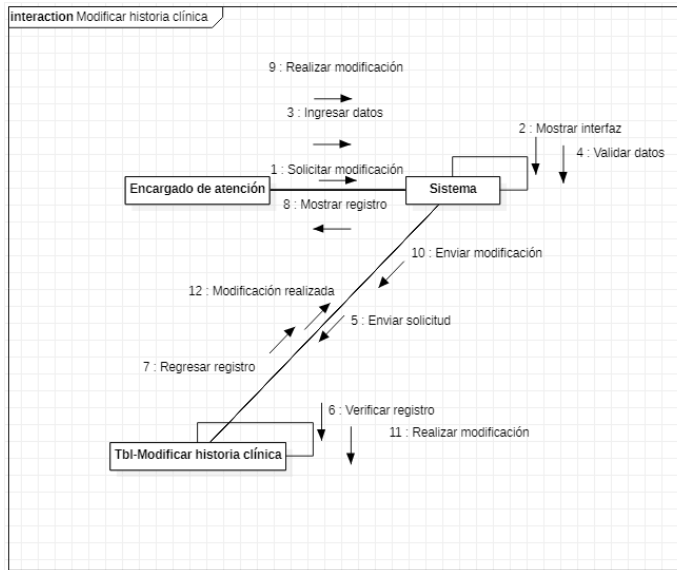 interaction Modificar historia clínica
9 : Realizar modificación
3 : Ingresar datos
2 : Mostrar interfaz
4 : Validar datos
1 : Solicitar modificación
Encargado de atención
Sistema
8 : Mostrar registro
10 : Enviar modificación
12 : Modificación realizada
5 : Enviar solicitud
7 : Regresar registro
6 : Verificar registro
11 : Realizar modificación
Tbl-Modificar historia clínica